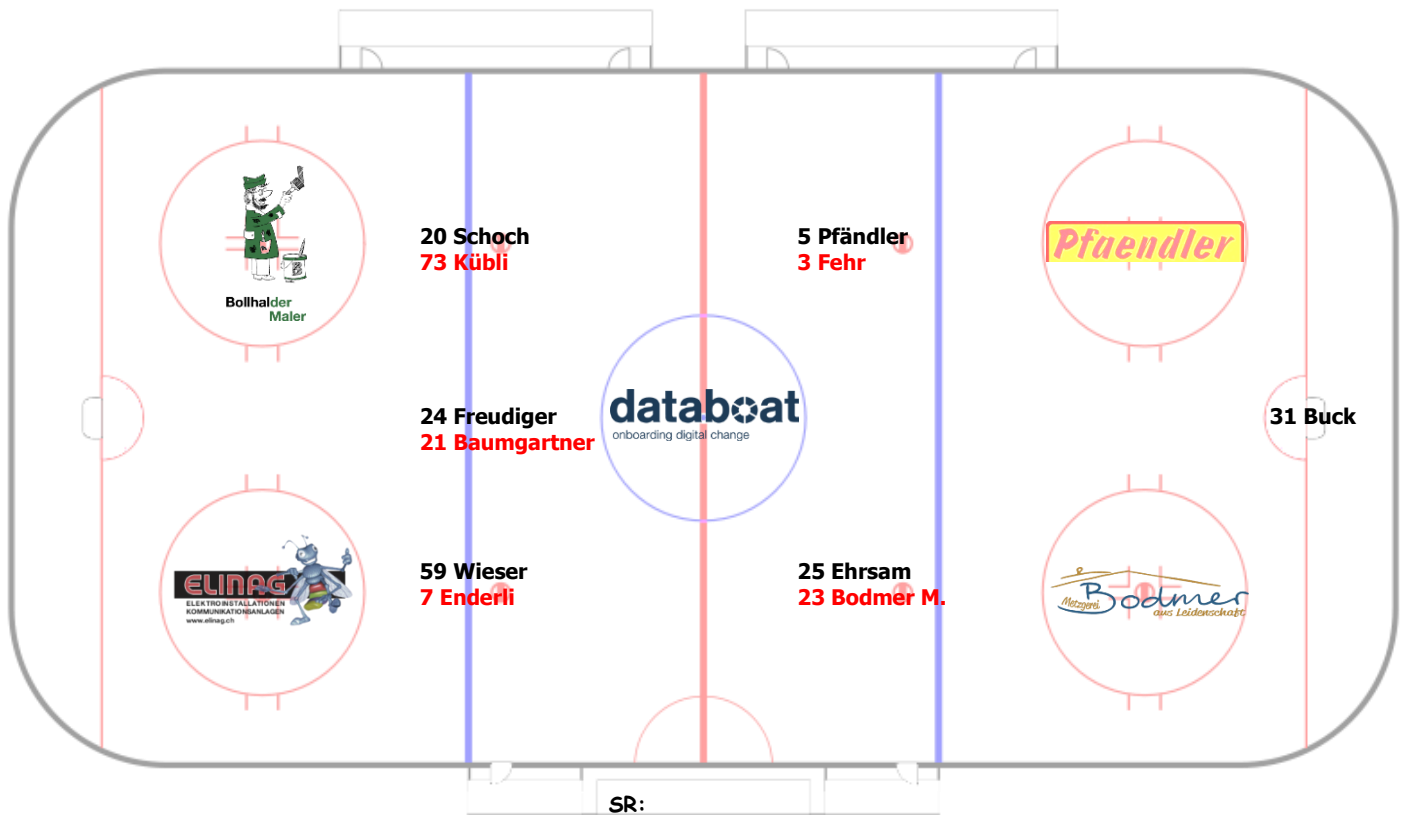 20 Schoch
73 Kübli
5 Pfändler
3 Fehr
Pfaendler
Bollhalder
Maler
24 Freudiger
21 Baumgartner
databoat
onboarding digital change
31 Buck
59 Wieser
7 Enderli
25 Ehrsam
23 Bodmer M.
ELINAG
ELEKTROINSTALLATIONEN
KOMMUNIKATIONSANLAGEN
www.elinag.ch
Metzgerei
Bodmer
aus Leidenschaft
SR: